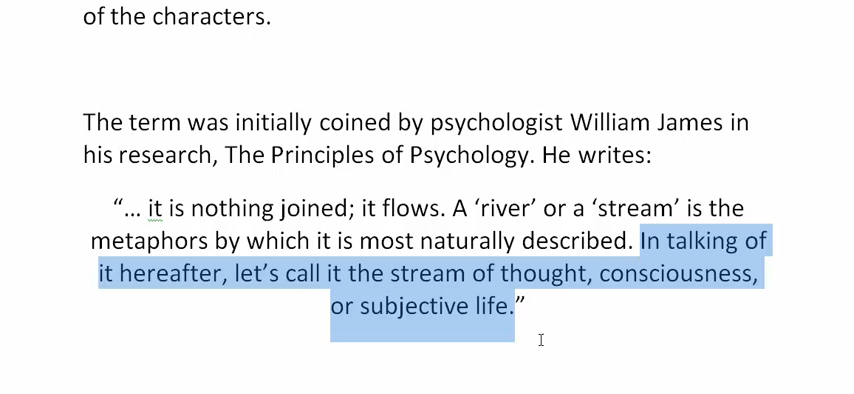 of the characters.
The term was initially coined by psychologist William James in
his research, The Principles of Psychology. He writes:
“… it is nothing joined; it flows. A ‘river’ or a ‘stream’ is the
metaphors by which it is most naturally described. In talking of
it hereafter, let’s call it the stream of thought, consciousness,
or subjective life.”